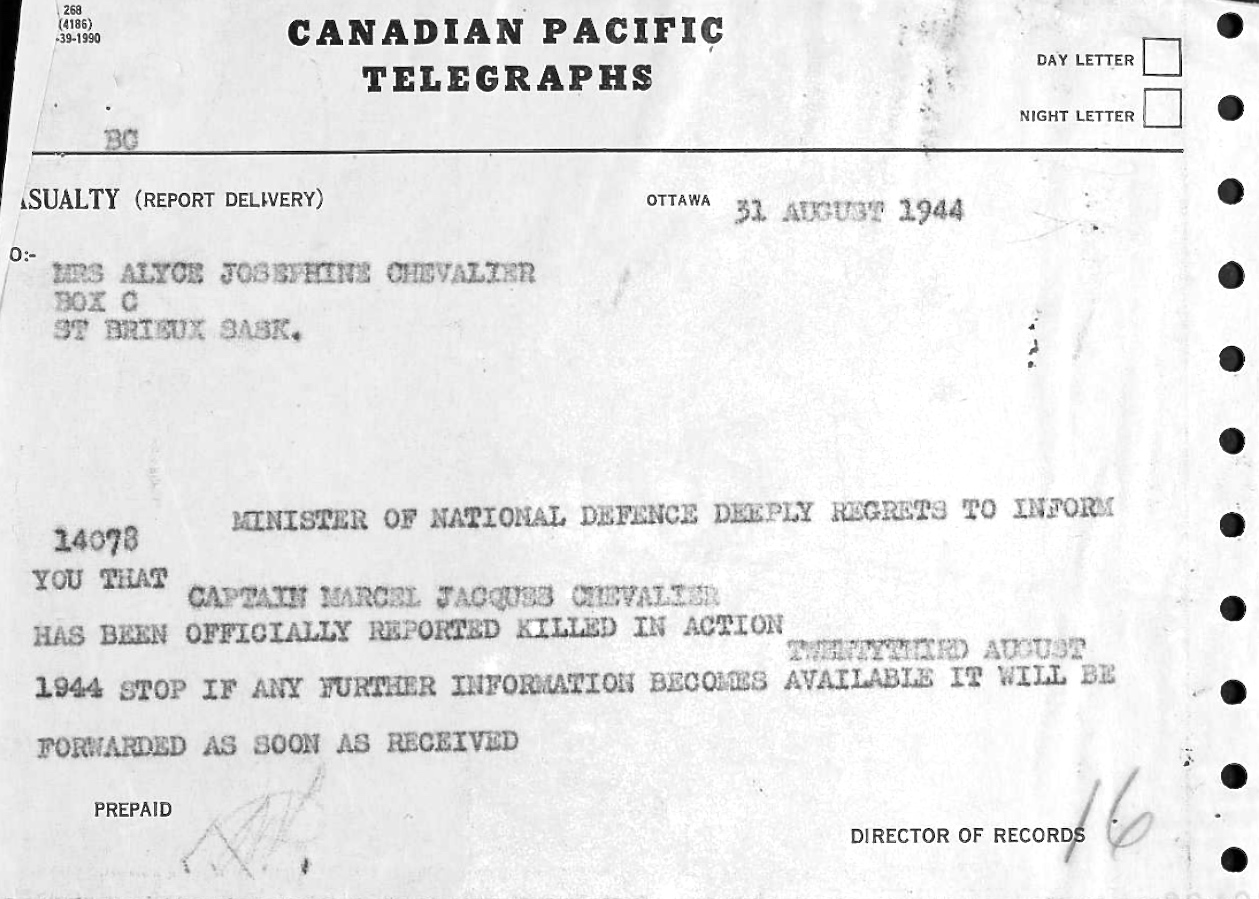 268
(4186)
-39-1990
CANADIAN PACIFIC
TELEGRAPHS
DAY LETTER
NIGHT LETTER
BG
ASUALTY (REPORT DELIVERY)
OTTAWA 31 AUGUST 1944
O:-
MRS ALYCE JOSEPHINE CHEVALIER
BOX C
ST BRIEUX SASK.
MINISTER OF NATIONAL DEFENCE DEEPLY REGRETS TO INFORM
14078
YOU THAT
CAPTAIN MARCEL JACQUES CHEVALIER
HAS BEEN OFFICIALLY REPORTED KILLED IN ACTION
TWENTYTHIRD AUGUST
1944 STOP IF ANY FURTHER INFORMATION BECOMES AVAILABLE IT WILL BE
FORWARDED AS SOON AS RECEIVED
PREPAID
DIRECTOR OF RECORDS
16